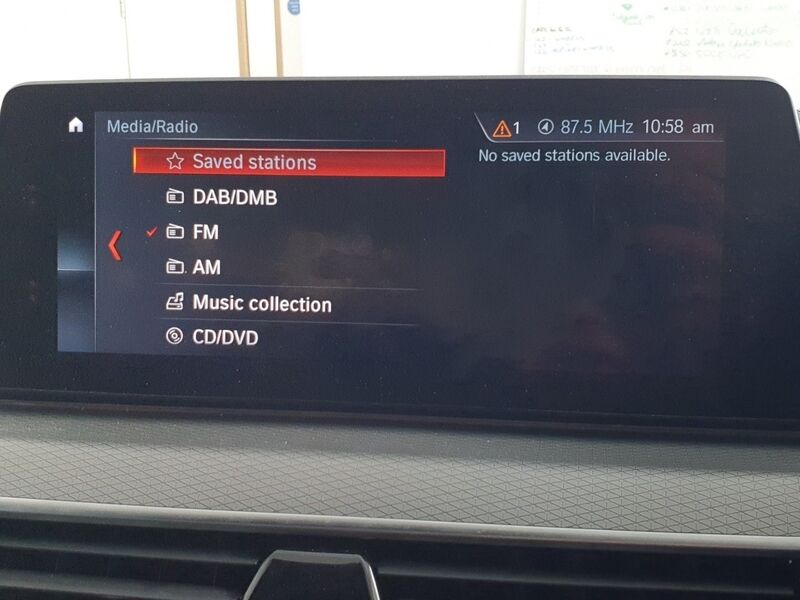 Media/Radio
1 87.5 MHz 10:58 am
Saved stations
No saved stations available.
DAB/DMB
FM
AM
Music collection
CD/DVD